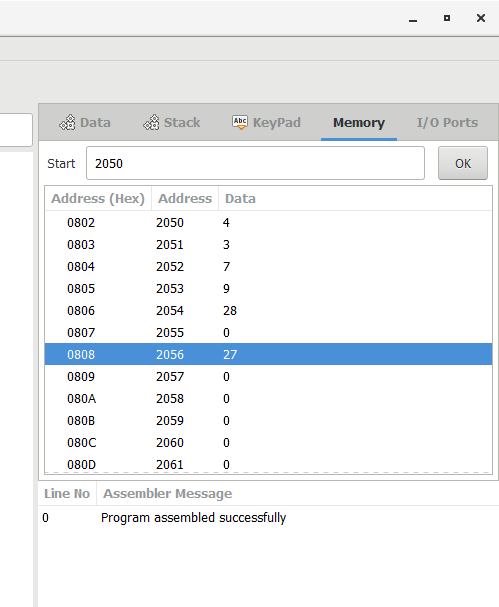 Data Stack KeyPad Memory I/O Ports
Start 2050 OK
Address (Hex) Address Data
0802 2050 4
0803 2051 3
0804 2052 7
0805 2053 9
0806 2054 28
0807 2055 0
0808 2056 27
0809 2057 0
080A 2058 0
080B 2059 0
080C 2060 0
080D 2061 0
Line No Assembler Message
0 Program assembled successfully